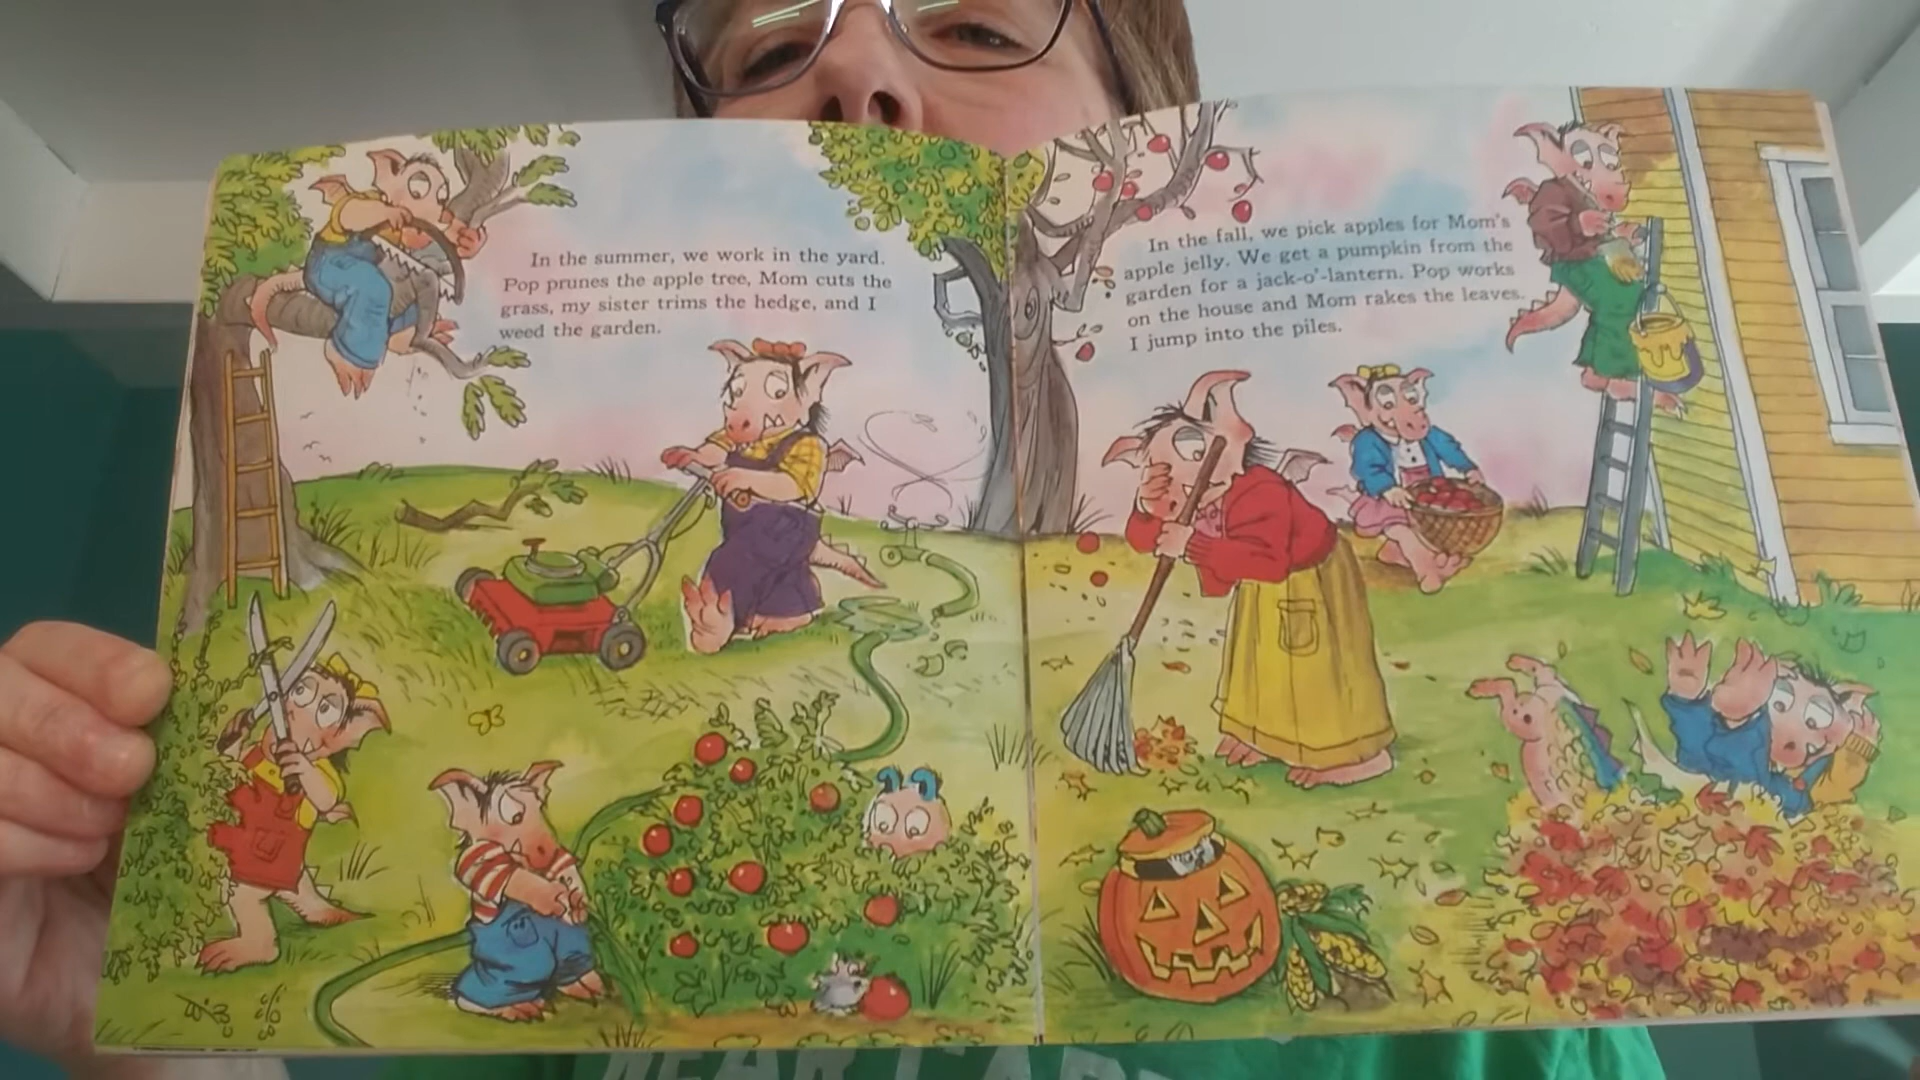 In the summer, we work in the yard.
Pop prunes the apple tree, Mom cuts the
grass, my sister trims the hedge, and I
weed the garden.
In the fall, we pick apples for Mom's
apple jelly. We get a pumpkin from the
garden for a jack-o'-lantern. Pop works
on the house and Mom rakes the leaves.
I jump into the piles.